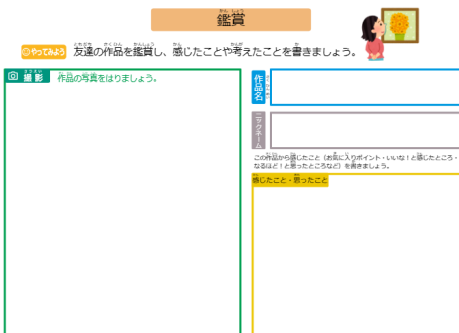 鑑賞
やってみよう 友達の作品を鑑賞し、感じたことや考えたことを書きましょう。
撮影 作品の写真をはりましょう。
作品名
ニックネーム
この作品から感じたこと（お気に入りポイント・いいな！と感じたところ・
なるほど！と思ったところなど）を書きましょう。
感じたこと・思ったこと